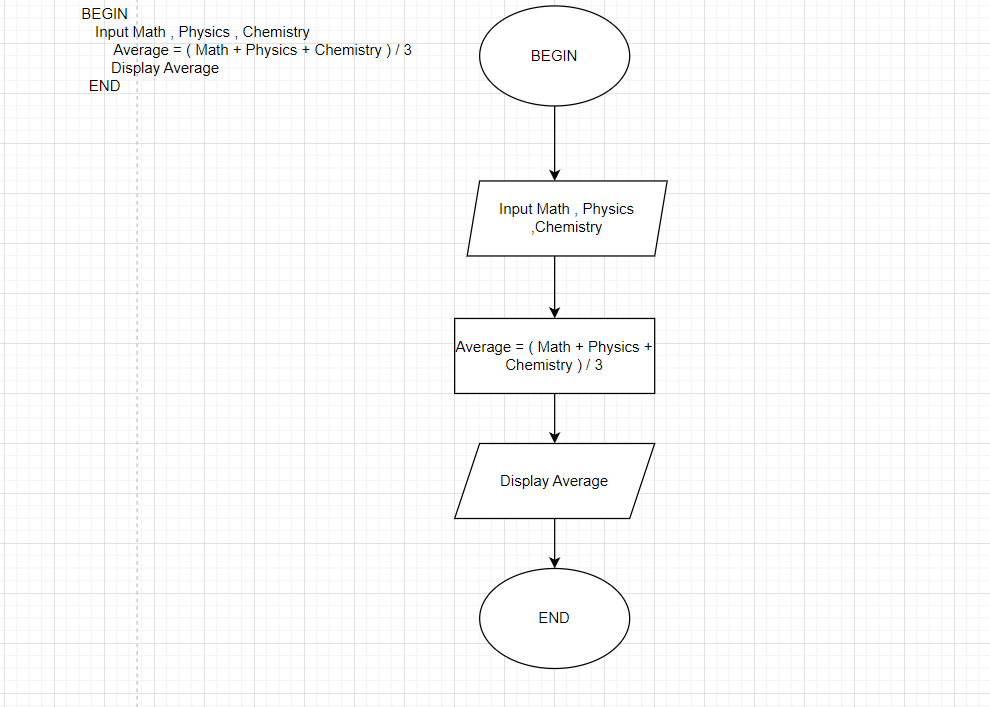 BEGIN
Input Math , Physics , Chemistry
Average = ( Math + Physics + Chemistry ) / 3
Display Average
END
BEGIN
Input Math , Physics
,Chemistry
Average = ( Math + Physics +
Chemistry ) / 3
Display Average
END